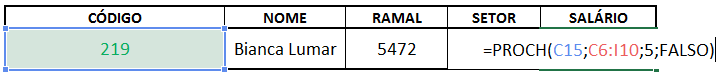 CÓDIGO NOME RAMAL SETOR SALÁRIO
219 Bianca Lumar 5472 =PROCH(C15;C6:I10;5;FALSO)